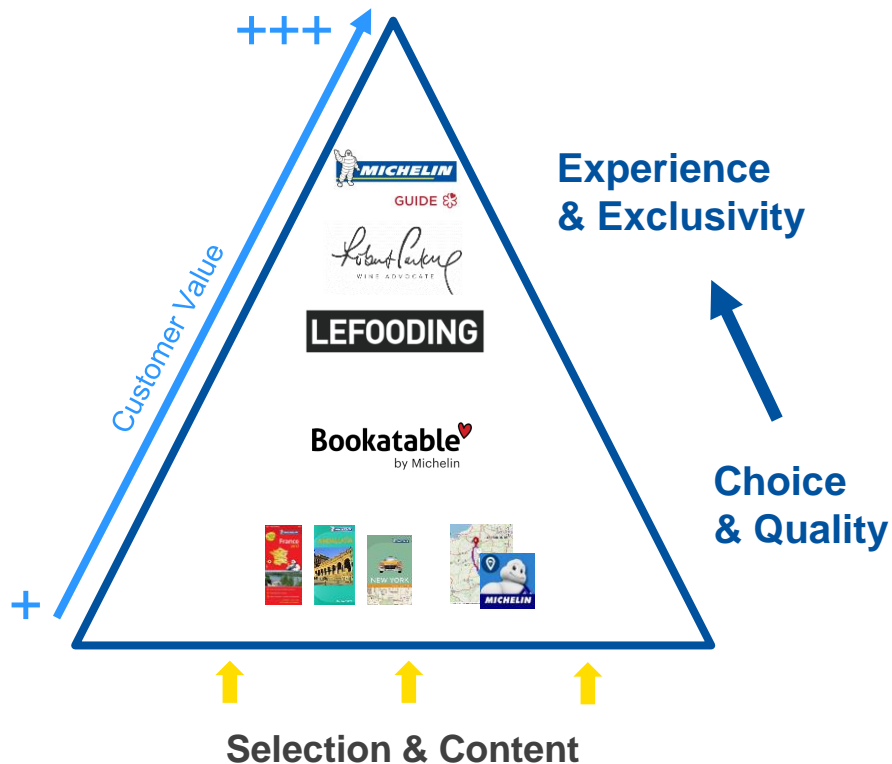 +++
MICHELIN
GUIDE
Experience
& Exclusivity
Robert Parker
WINE ADVOCATE
LEFOODING
Customer Value
Bookatable
by Michelin
Choice
& Quality
France
NEW YORK
MICHELIN
+
Selection & Content